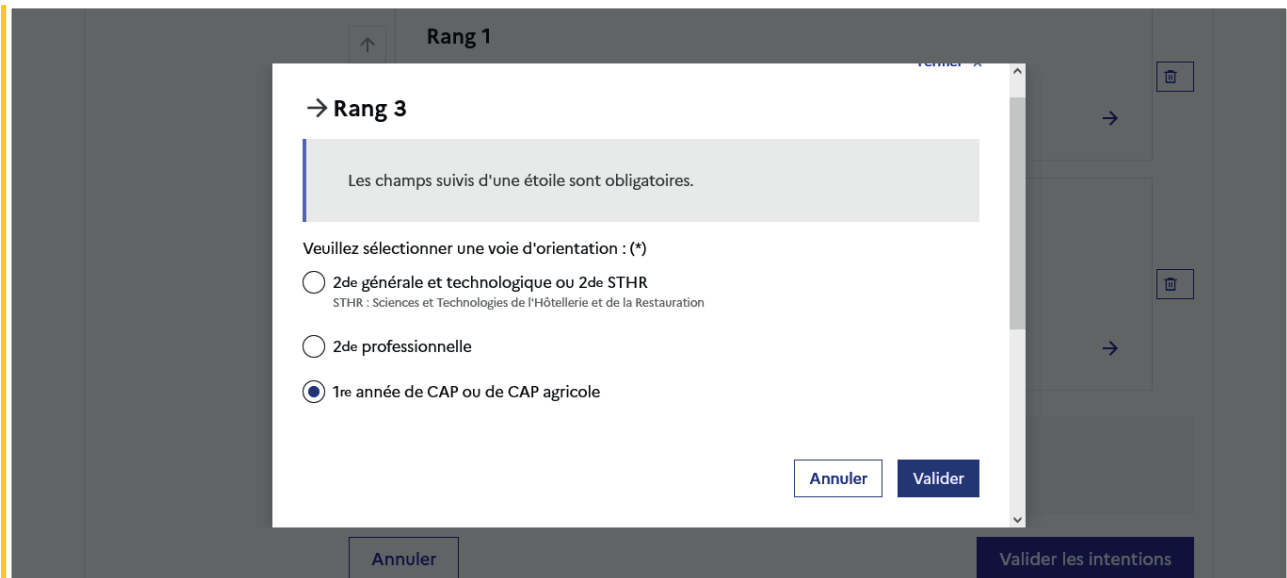 Rang 1
→ Rang 3
Les champs suivis d'une étoile sont obligatoires.
Veuillez sélectionner une voie d'orientation : (*)
2de générale et technologique ou 2de STHR
STHR : Sciences et Technologies de l'Hôtellerie et de la Restauration
2de professionnelle
1re année de CAP ou de CAP agricole
Annuler
Valider
Annuler
Valider les intentions